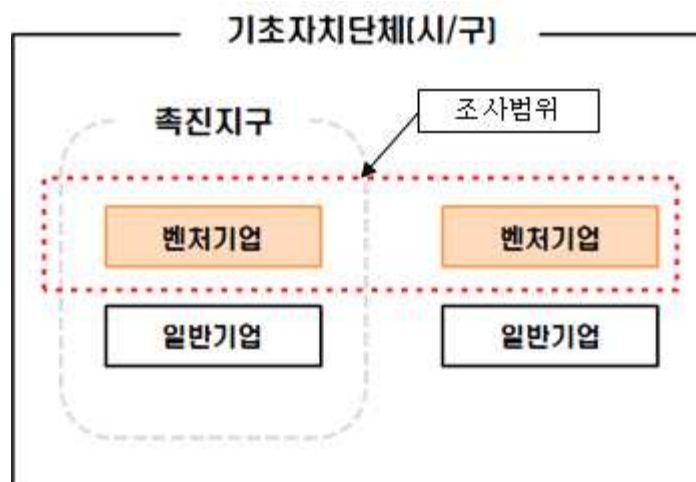 기초자치단체(시/구)
촉진지구
조사범위
벤처기업
벤처기업
일반기업
일반기업